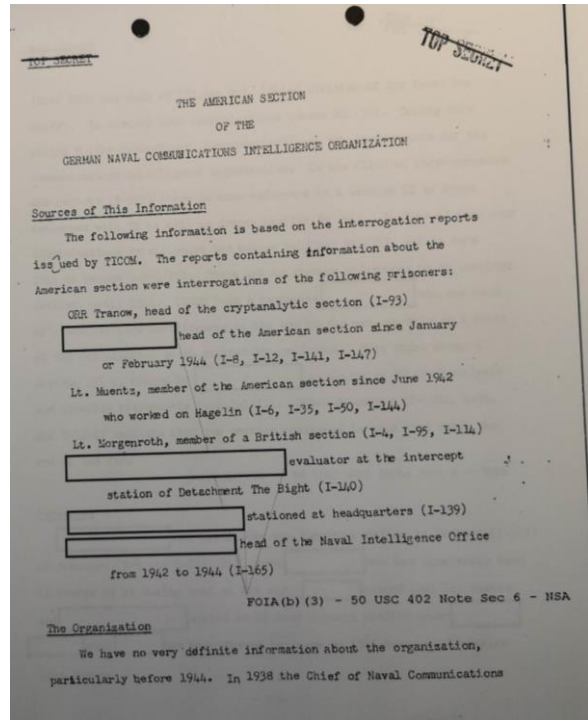 TOP SECRET
TOP SECRET
THE AMERICAN SECTION
OF THE
GERMAN NAVAL COMMUNICATIONS INTELLIGENCE ORGANIZATION
Sources of This Information
The following information is based on the interrogation reports
issued by TICOM. The reports containing information about the
American section were interrogations of the following prisoners:
ORR Tranow, head of the cryptanalytic section (I-93)
head of the American section since January
or February 1944 (I-8, I-12, I-141, I-147)
Lt. Muentz, member of the American section since June 1942
who worked on Hagelin (I-6, I-35, I-50, I-144)
Lt. Morgenroth, member of a British section (I-4, I-95, I-114)
evaluator at the intercept
station of Detachment The Bight (I-140)
stationed at headquarters (I-139)
head of the Naval Intelligence Office
from 1942 to 1944 (I-165)
FOIA(b)(3) - 50 USC 402 Note Sec 6 - NSA
The Organization
We have no very definite information about the organization,
particularly before 1944. In 1938 the Chief of Naval Communications